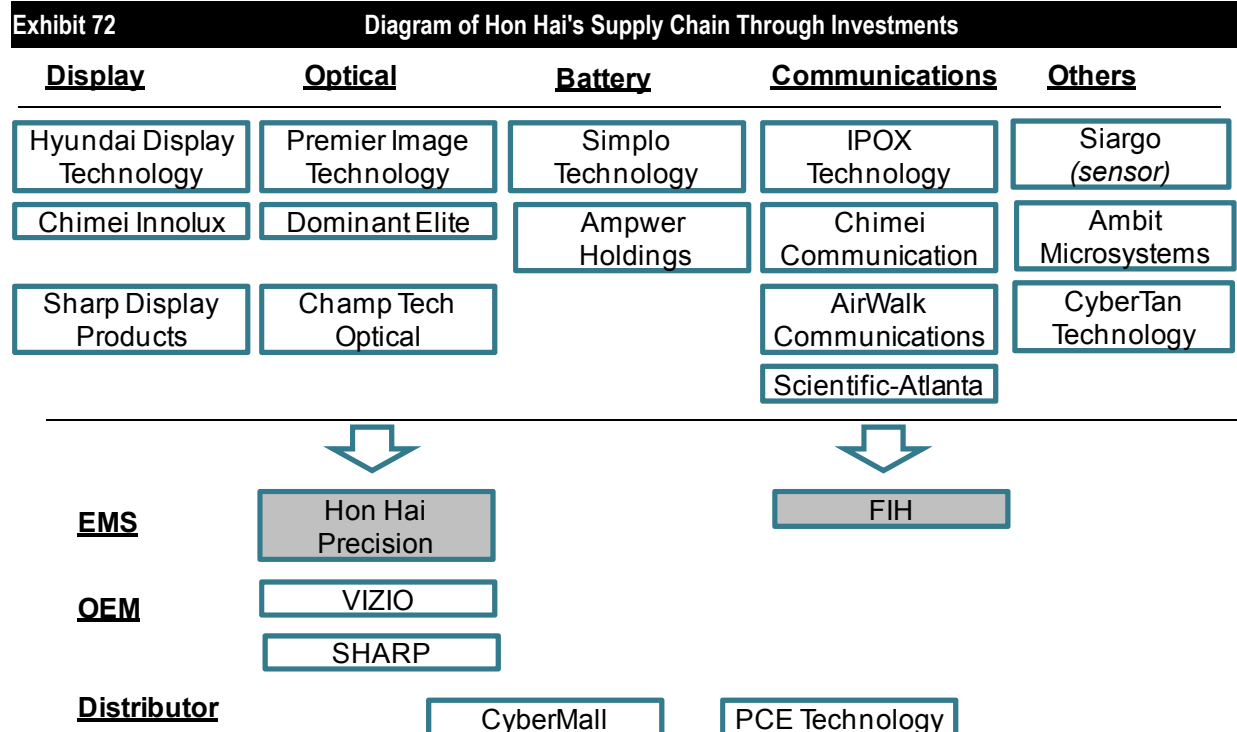 Exhibit 72 Diagram of Hon Hai's Supply Chain Through Investments
Display Optical Battery Communications Others
Hyundai Display Technology
Premier Image Technology
Simplo Technology
IPOX Technology
Siargo (sensor)
Chimei Innolux
Dominant Elite
Ampwer Holdings
Chimei Communication
Ambit Microsystems
Sharp Display Products
Champ Tech Optical
AirWalk Communications
CyberTan Technology
Scientific-Atlanta
EMS
Hon Hai Precision
FIH
OEM
VIZIO
SHARP
Distributor
CyberMall
PCE Technology